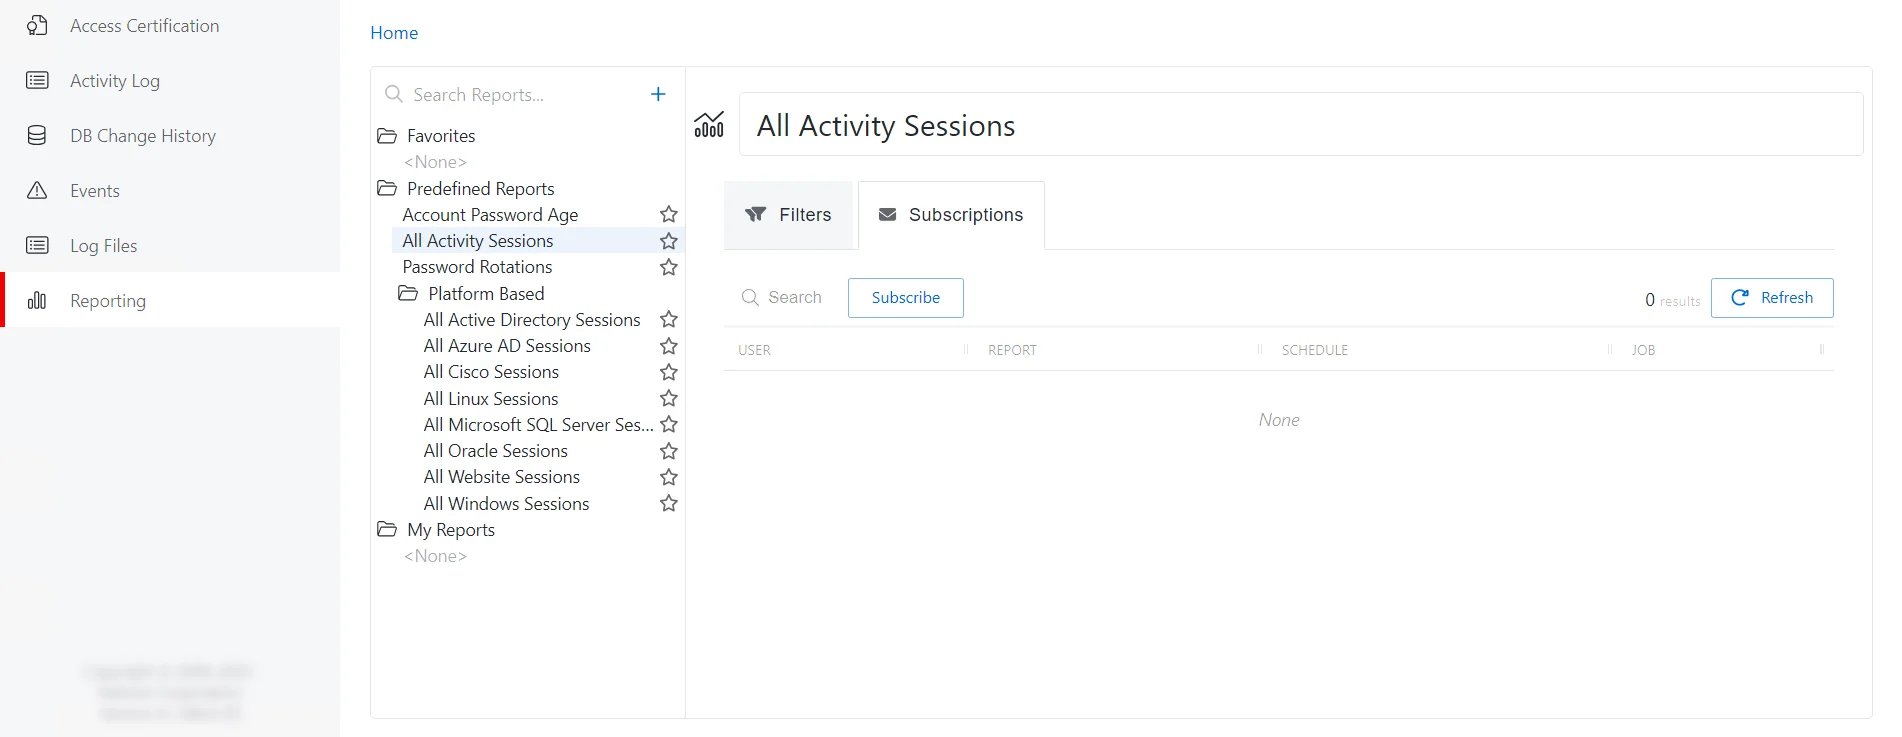 Access Certification
Activity Log
DB Change History
Events
Log Files
Reporting
Home
Search Reports...
Favorites
<None>
Predefined Reports
Account Password Age
All Activity Sessions
Password Rotations
Platform Based
All Active Directory Sessions
All Azure AD Sessions
All Cisco Sessions
All Linux Sessions
All Microsoft SQL Server Ses...
All Oracle Sessions
All Website Sessions
All Windows Sessions
My Reports
<None>
All Activity Sessions
Filters
Subscriptions
Search
Subscribe
0 results
Refresh
USER
REPORT
SCHEDULE
JOB
None